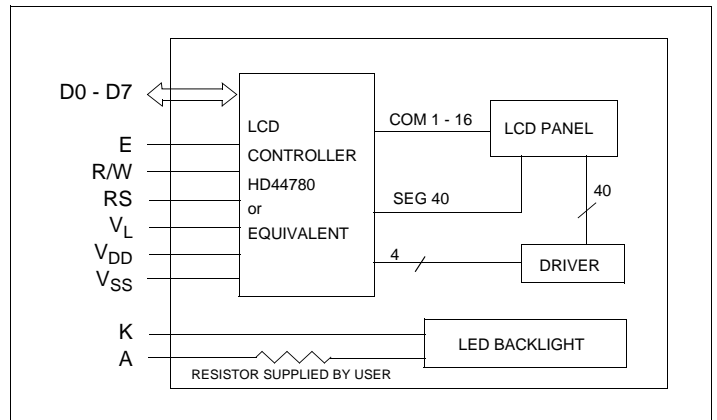 D0 - D7
E
R/W
RS
VL
VDD
VSS
K
A
LCD
CONTROLLER
HD44780
or
EQUIVALENT
COM 1 - 16
SEG 40
4
LCD PANEL
40
DRIVER
LED BACKLIGHT
RESISTOR SUPPLIED BY USER